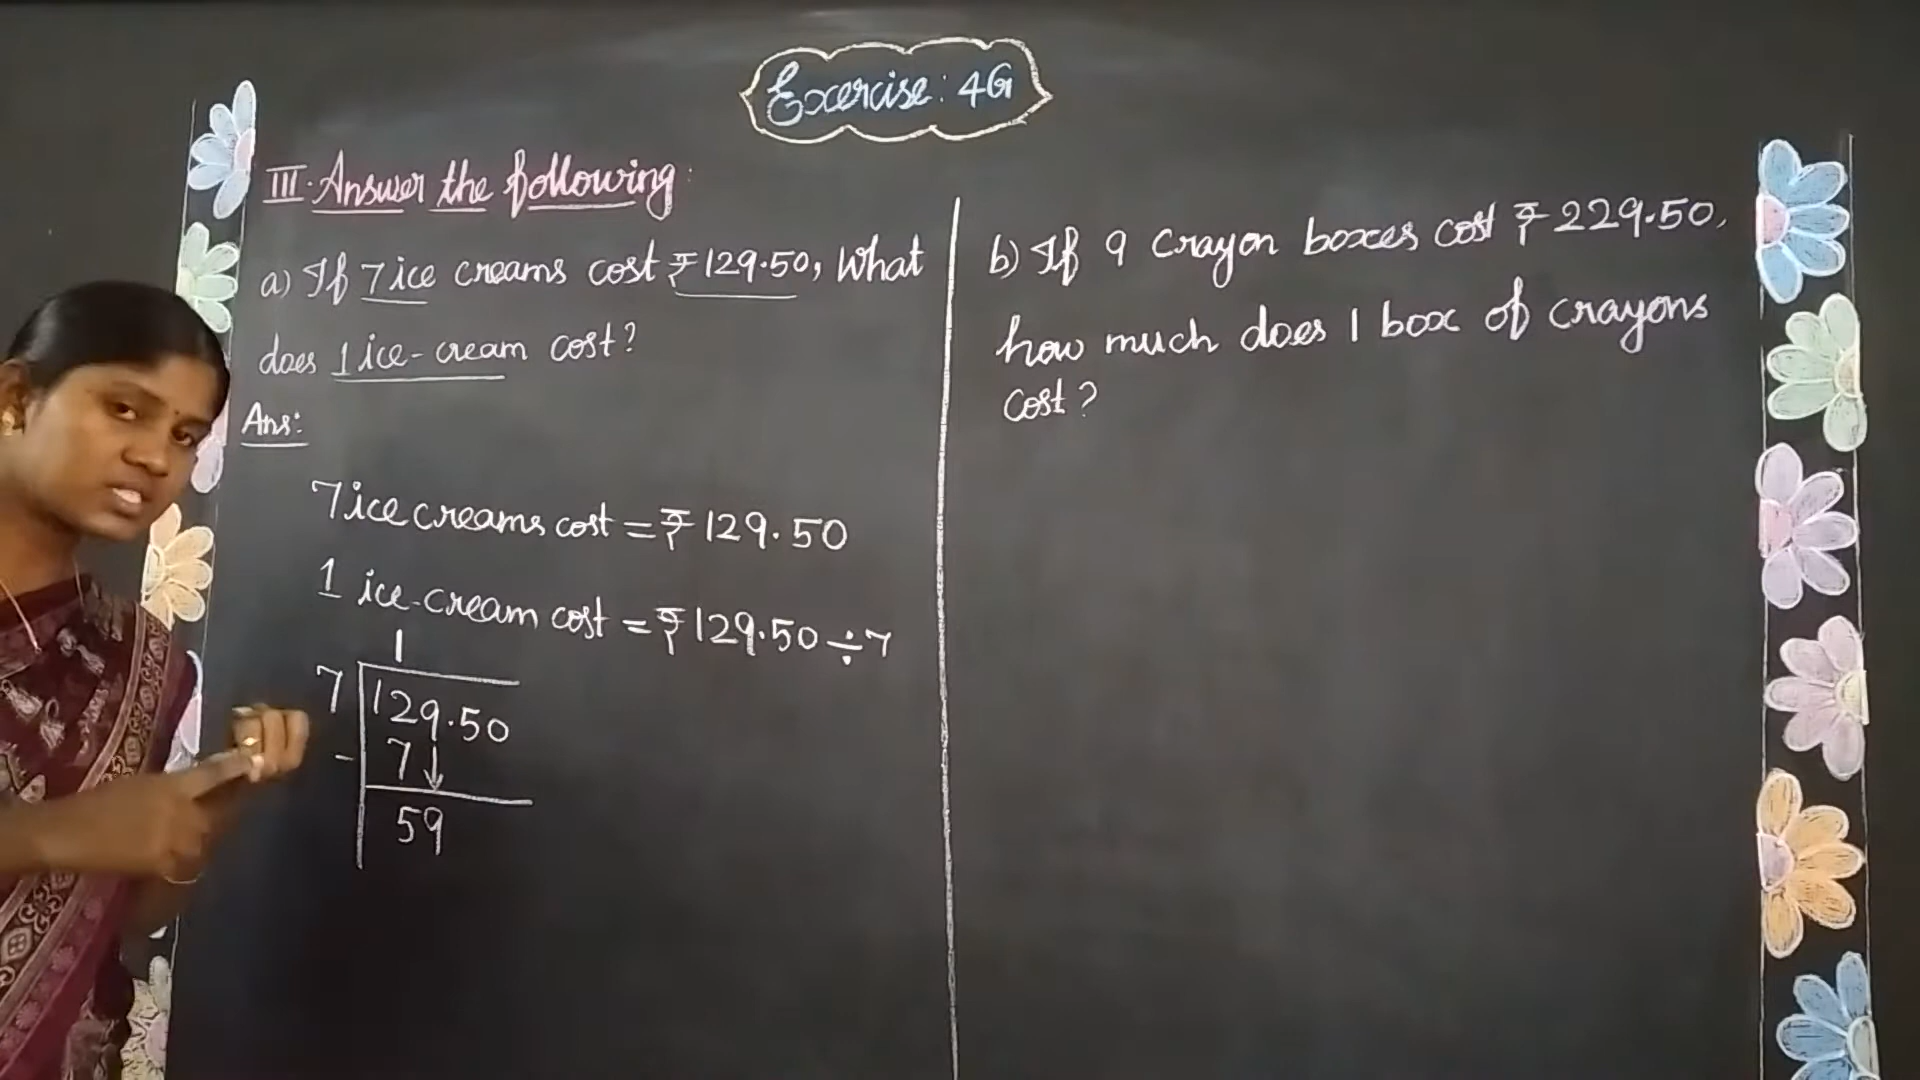 Exercise: 4G
III. Answer the following:
a) If 7 ice creams cost ₹ 129.50, What
does 1 ice-cream cost?
Ans:
7 ice creams cost = ₹ 129.50
1 ice-cream cost = ₹ 129.50 ÷ 7
1
7 129.50
- 7 ↓
59
b) If 9 crayon boxes cost ₹ 229.50,
how much does 1 box of crayons
cost?